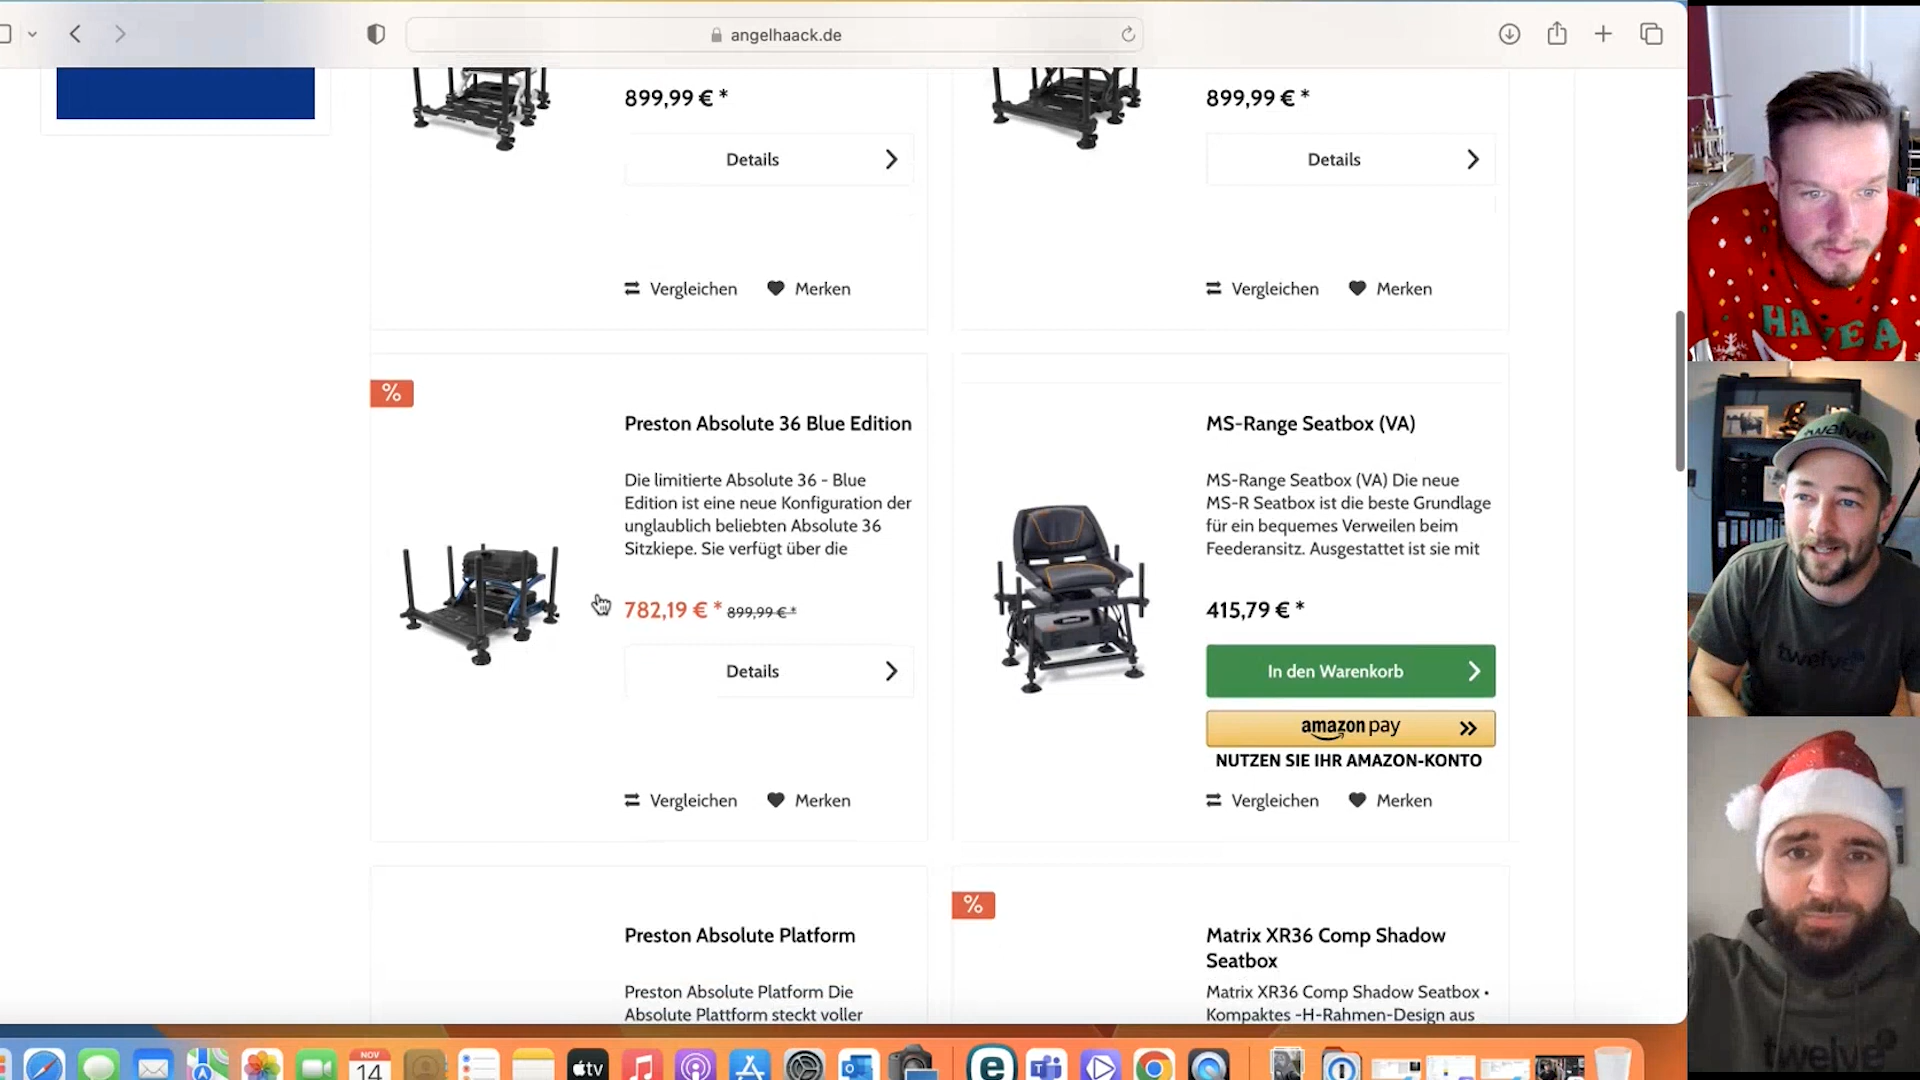 angelhaack.de
899,99 € *
Details
Vergleichen
Merken
899,99 € *
Details
Vergleichen
Merken
%
Preston Absolute 36 Blue Edition
Die limitierte Absolute 36 - Blue
Edition ist eine neue Konfiguration der
unglaublich beliebten Absolute 36
Sitzkiepe. Sie verfügt über die
782,19 € * 899,99 € *
Details
Vergleichen
Merken
MS-Range Seatbox (VA)
MS-Range Seatbox (VA) Die neue
MS-R Seatbox ist die beste Grundlage
für ein bequemes Verweilen beim
Feederansitz. Ausgestattet ist sie mit
415,79 € *
In den Warenkorb
amazon pay
NUTZEN SIE IHR AMAZON-KONTO
Vergleichen
Merken
Preston Absolute Platform
Preston Absolute Platform Die
Absolute Plattform steckt voller
%
Matrix XR36 Comp Shadow
Seatbox
Matrix XR36 Comp Shadow Seatbox •
Kompaktes -H-Rahmen-Design aus
HAVE A
twelve
twelve
twelve
NOV
14
tv